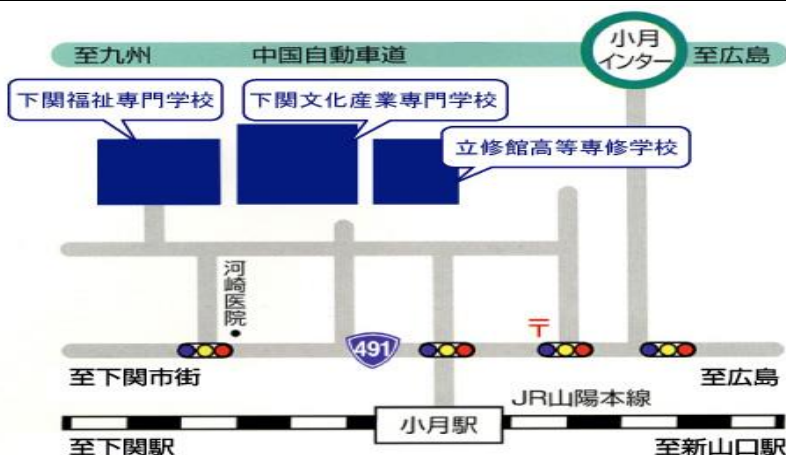 至九州
中国自動車道
小月
インター
至広島
下関福祉専門学校
下関文化産業専門学校
立修館高等専修学校
河崎医院
〒
491
至下関市街
至広島
JR山陽本線
小月駅
至下関駅
至新山口駅